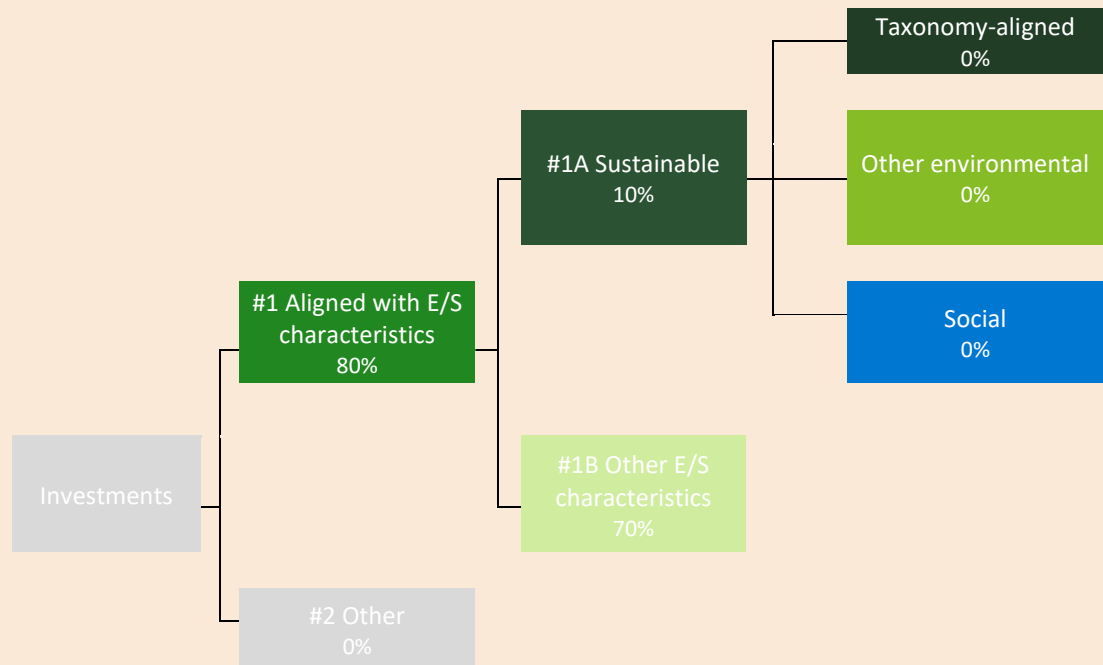 Taxonomy-aligned
0%
#1A Sustainable
10%
Other environmental
0%
#1 Aligned with E/S
characteristics
80%
Social
0%
Investments
#1B Other E/S
characteristics
70%
#2 Other
0%